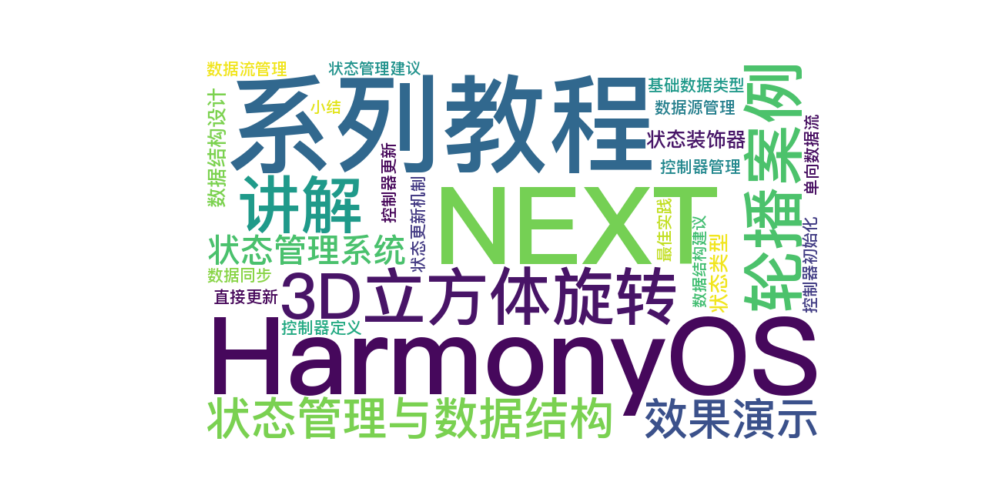 数据流管理
状态管理建议
小结
系列教程
基础数据类型
数据源管理
状态装饰器
控制器管理
轮播案例
单向数据流
数据结构设计
讲解
控制器更新
状态更新机制
NEXT
最佳实践
数据结构建议
状态类型
控制器初始化
状态管理系统
数据同步
直接更新
3D立方体旋转
控制器定义
HarmonyOS
状态管理与数据结构
效果演示